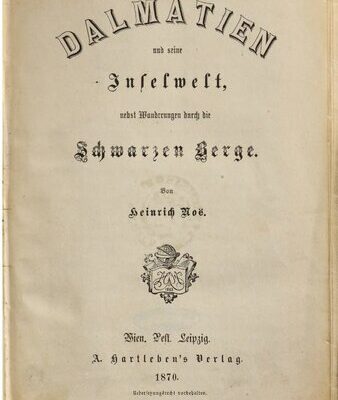 DALMATIEN
und seine
Inselwelt,
nebst Wanderungen durch die
Schwarzen Berge.
Von
Heinrich Noë.
Wien. Pest. Leipzig.
A. Hartleben's Verlag.
1870.
Uebersetzungsrecht vorbehalten.